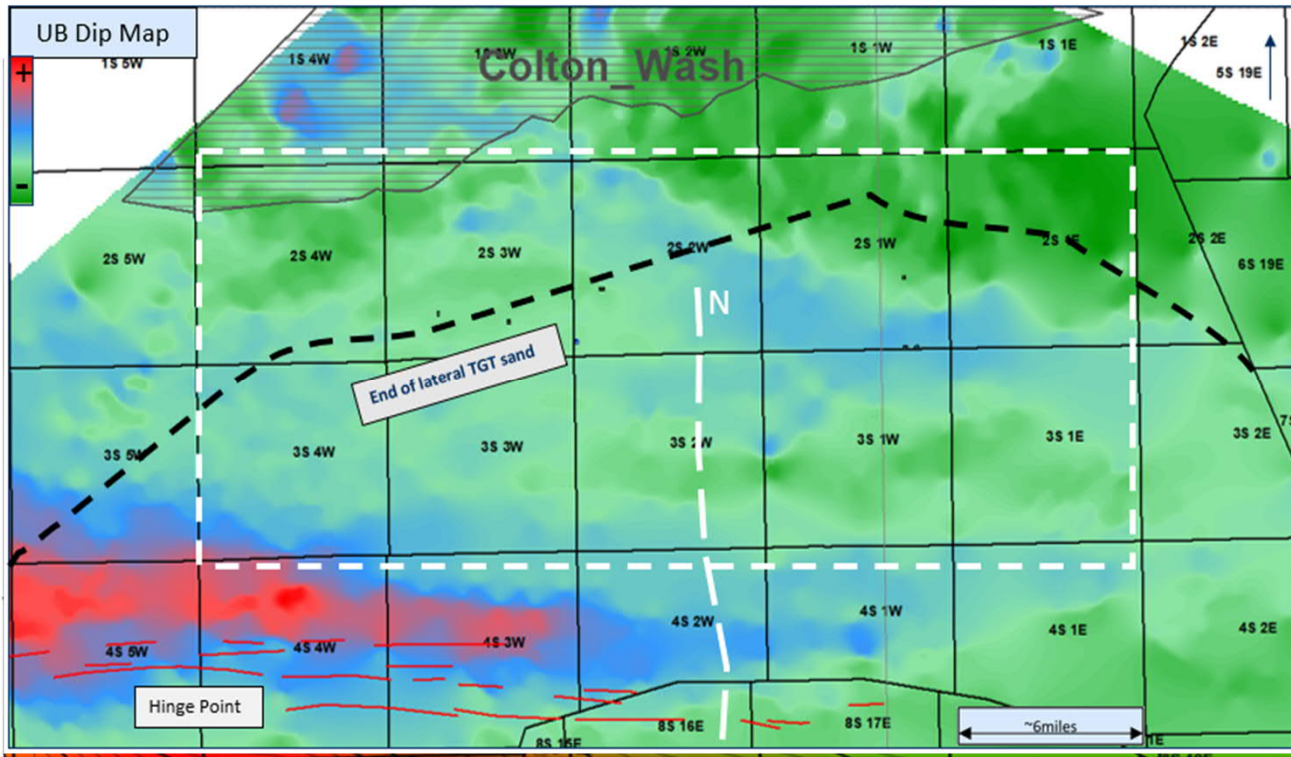 UB Dip Map
+
-
Colton_Wash
1S 5W
1S 4W
1S 2W
1S 1W
1S 1E
1S 2E
5S 19E
2S 5W
2S 4W
2S 3W
2S 2W
2S 1W
2S 1E
2S 2E
6S 19E
N
End of lateral TGT sand
3S 5W
3S 4W
3S 3W
3S 2W
3S 1W
3S 1E
3S 2E
4S 5W
4S 4W
4S 3W
4S 2W
4S 1W
4S 1E
4S 2E
Hinge Point
8S 15E
8S 16E
8S 17E
~6miles